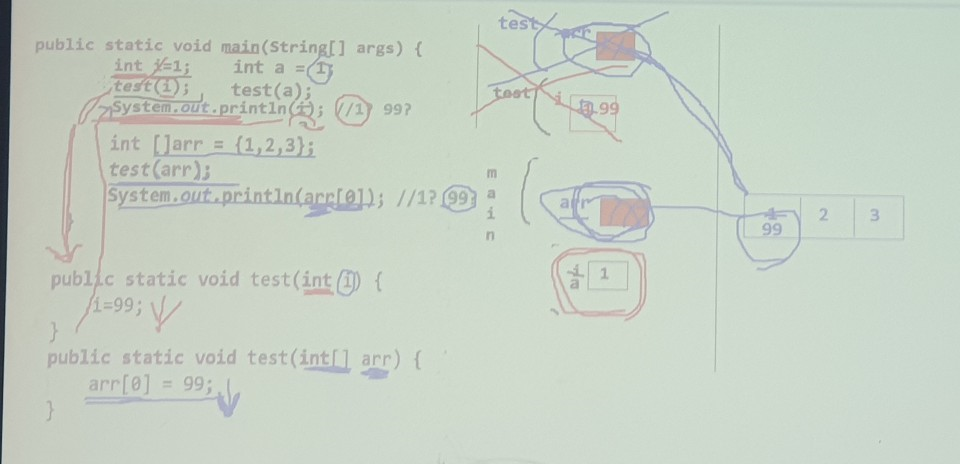 public static void main(String[] args) {
int i=1; int a = 1;
test(i); test(a);
System.out.println(i); //1? 99?
int []arr = {1,2,3};
test(arr);
System.out.println(arr[0]); //1? 99?
public static void test(int i) {
i=99;
}
public static void test(int[] arr) {
arr[0] = 99;
}
test arr
test i 1 99
main
arr
1 2 3
99
i 1
a